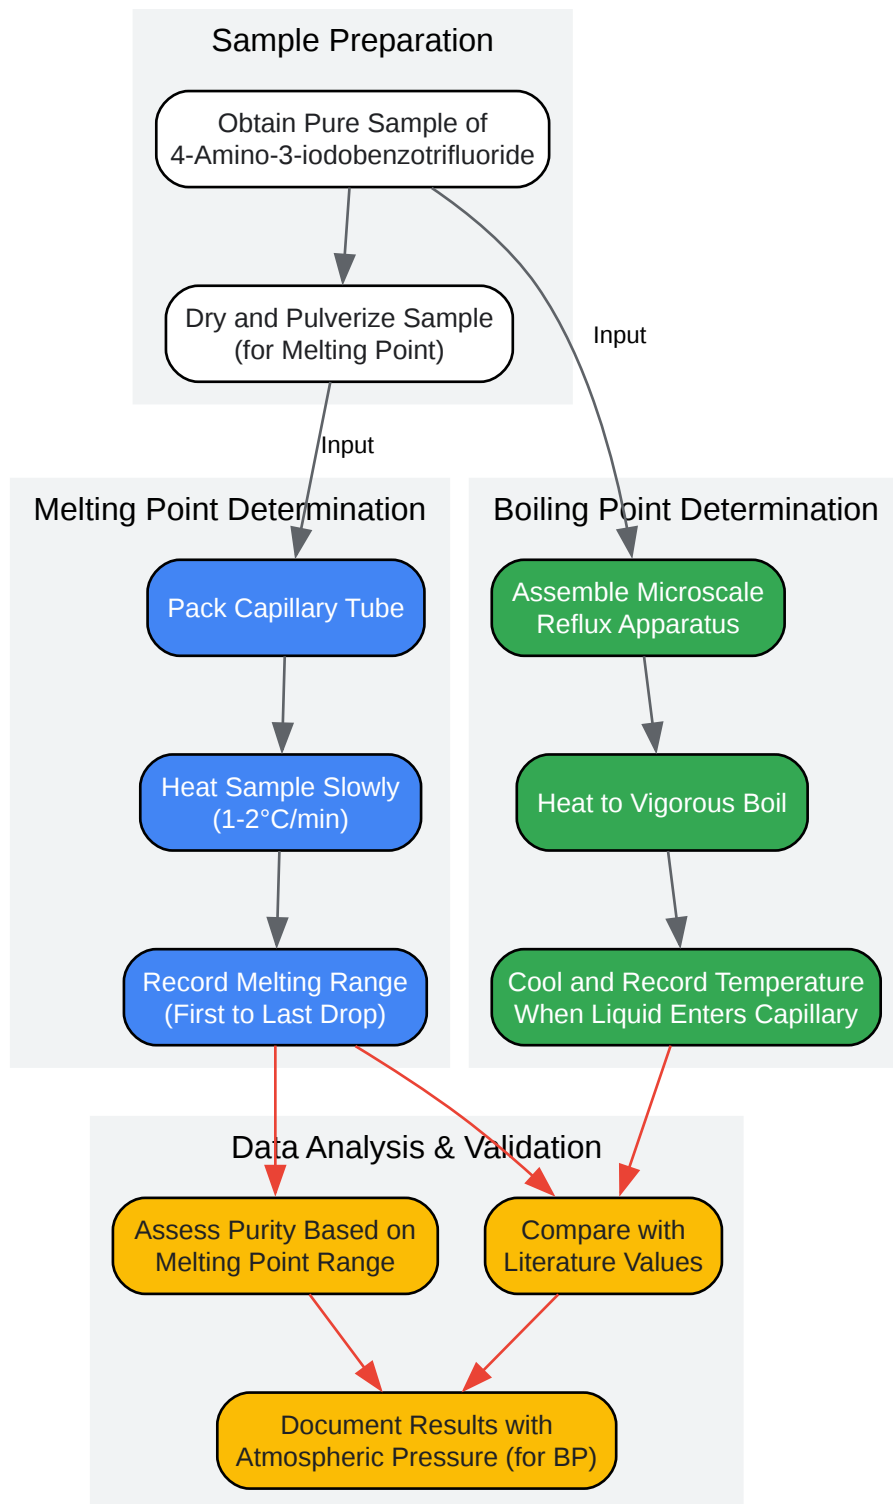 Sample Preparation
Obtain Pure Sample of
4-Amino-3-iodobenzotrifluoride
Dry and Pulverize Sample
(for Melting Point)
Input
Input
Melting Point Determination
Pack Capillary Tube
Heat Sample Slowly
(1-2°C/min)
Record Melting Range
(First to Last Drop)
Boiling Point Determination
Assemble Microscale
Reflux Apparatus
Heat to Vigorous Boil
Cool and Record Temperature
When Liquid Enters Capillary
Data Analysis & Validation
Assess Purity Based on
Melting Point Range
Compare with
Literature Values
Document Results with
Atmospheric Pressure (for BP)